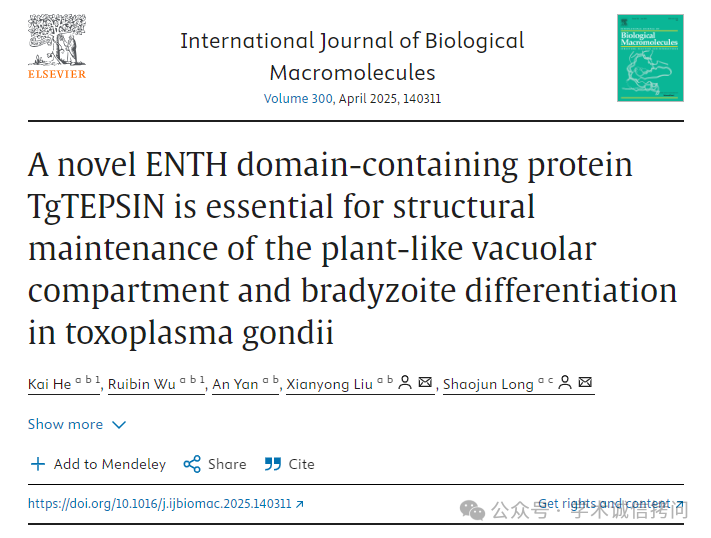 International Journal of Biological
Macromolecules
Volume 300, April 2025, 140311
ELSEVIER
Biological
Macromolecules
A novel ENTH domain-containing protein
TgTEPSIN is essential for structural
maintenance of the plant-like vacuolar
compartment and bradyzoite differentiation
in toxoplasma gondii
Kai He a b 1, Ruibin Wu a b 1, An Yan a b, Xianyong Liu a b, Shaojun Long a c
Show more
Add to Mendeley Share Cite
https://doi.org/10.1016/j.ijbiomac.2025.140311 Get rights and content
公众号 · 学术诚信拷问